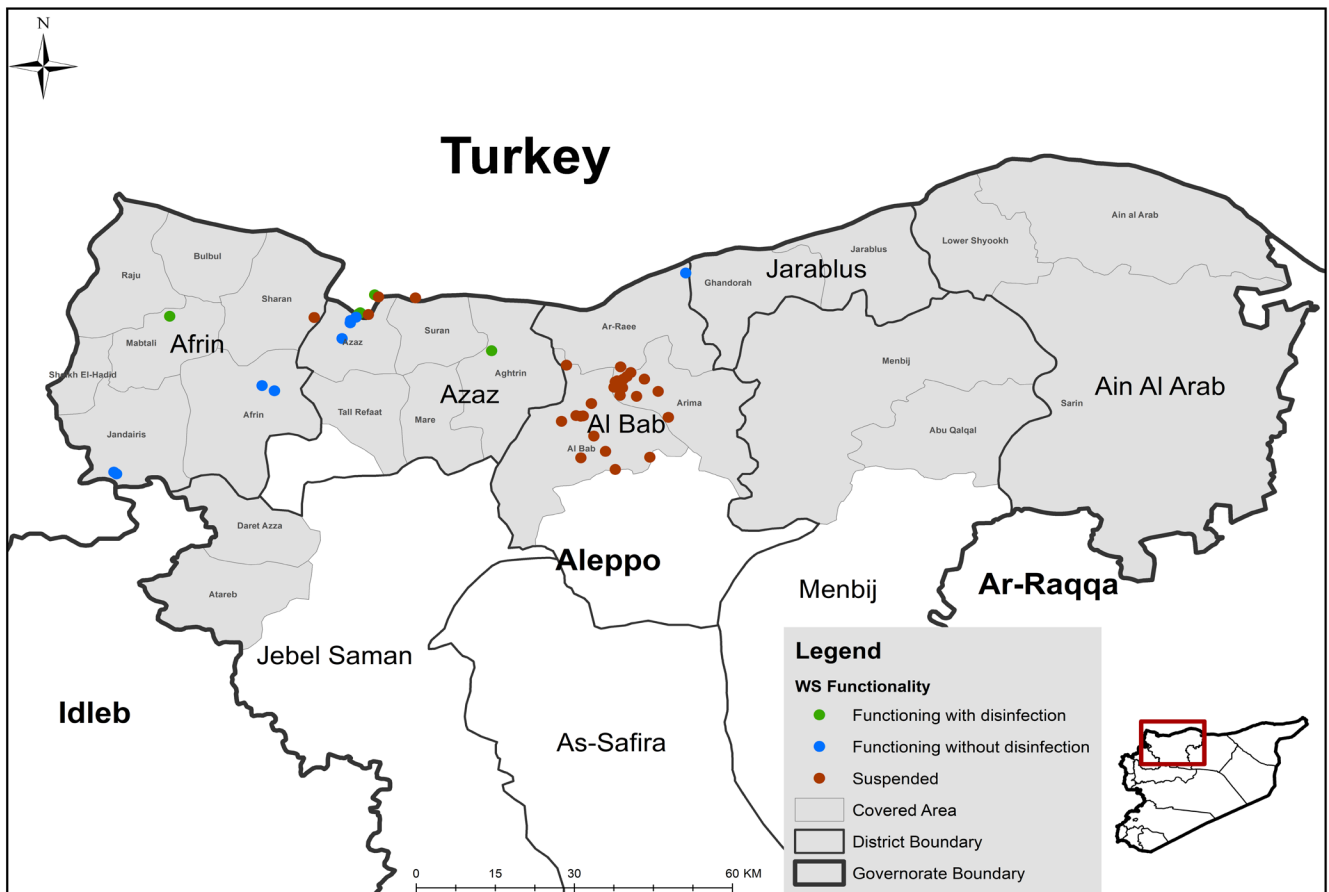 N
Turkey
Ain al Arab
Bulbul
Lower Shyookh
Jarablus
Raju
Jarablus
Ghandorah
Sharan
Ar-Raee
Suran
Mabtali
Afrin
Azaz
Menbij
Sheikh El-Hadid
Aghtrin
Ain Al Arab
Azaz
Arima
Sarin
Afrin
Tall Refaat
Mare
Al Bab
Abu Qalqal
Jandairis
Al Bab
Daret Azza
Aleppo
Ar-Raqqa
Menbij
Atareb
Jebel Saman
Idleb
As-Safira
Legend
WS Functionality
Functioning with disinfection
Functioning without disinfection
Suspended
Covered Area
District Boundary
Governorate Boundary
0 15 30 60 KM